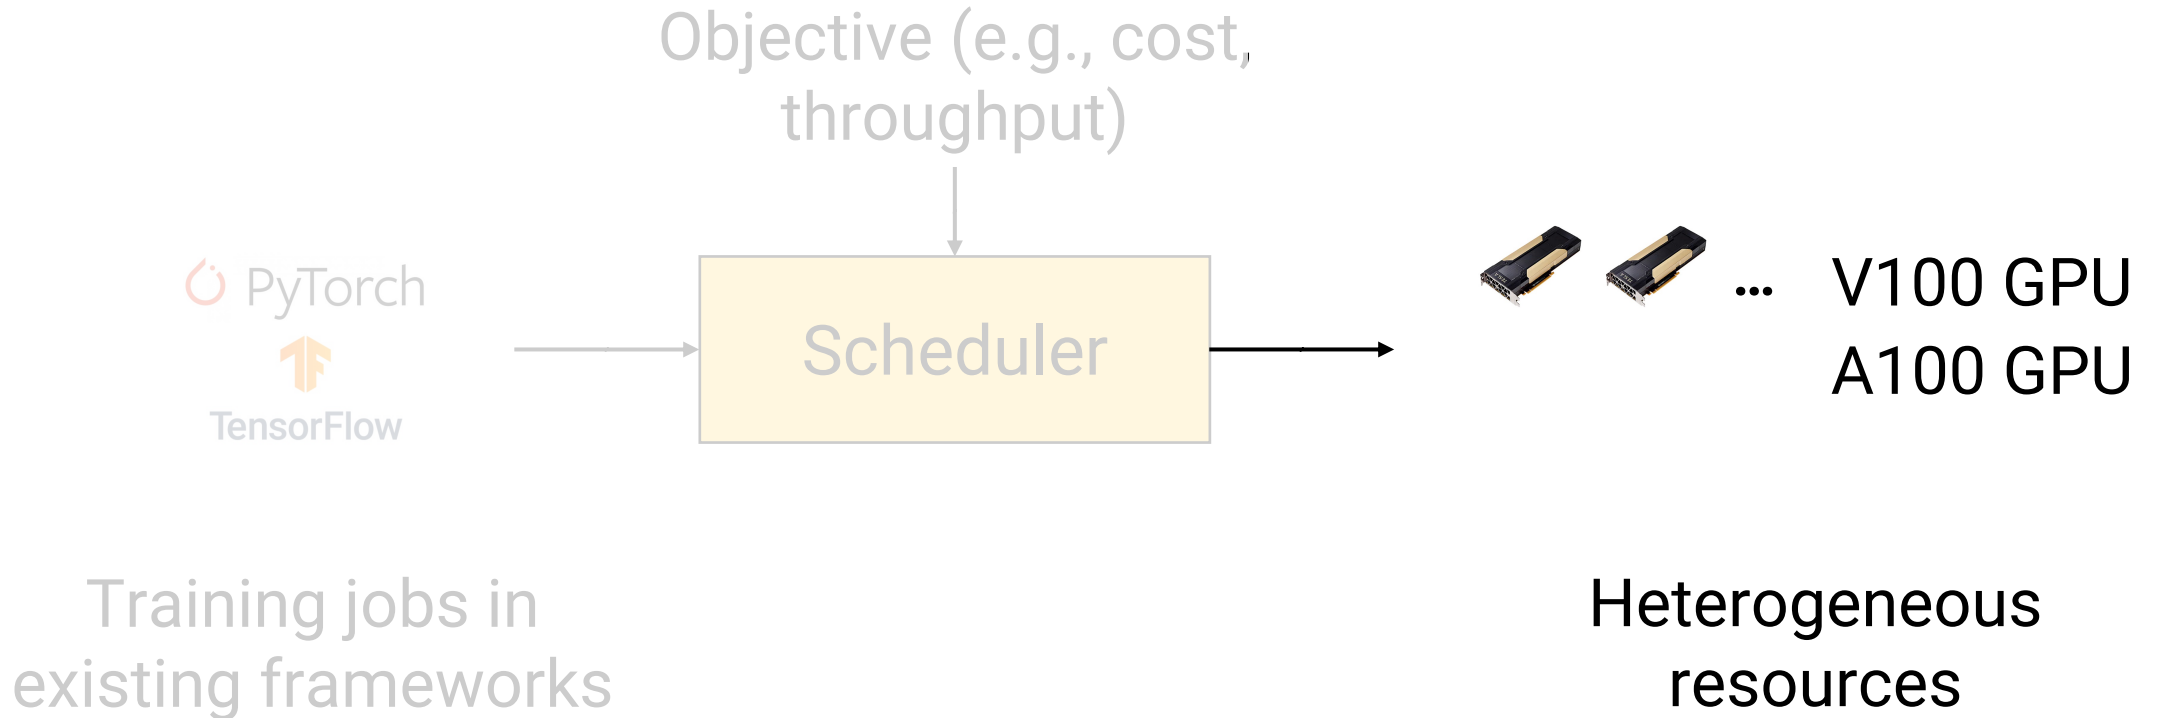 Objective (e.g., cost,
throughput)
PyTorch
TensorFlow
Scheduler
... V100 GPU
A100 GPU
Training jobs in
existing frameworks
Heterogeneous
resources